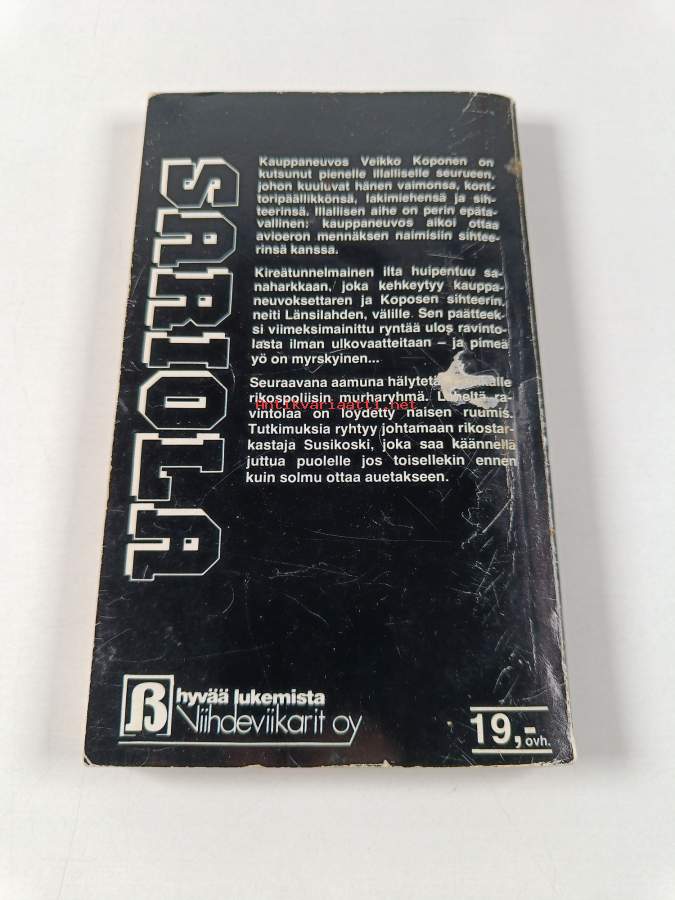 SARIOLA
Kauppaneuvos Veikko Koponen on
kutsunut pienelle illalliselle seurueen,
johon kuuluvat hänen vaimonsa, kont-
toripäällikkönsä, lakimiehensä ja sih-
teerinsä. Illallisen aihe on perin epäta-
vallinen: kauppaneuvos aikoi ottaa
avioeron mennäksen naimisiin sihtee-
rinsä kanssa.
Kireätunnelmainen ilta huipentuu sa-
naharkkaan, joka kehkeytyy kauppa-
neuvoksettaren ja Koposen sihteerin,
neiti Länsilahden, välille. Sen päätteek-
si viimeksimainittu ryntää ulos ravinto-
lasta ilman ulkovaatteitaan – ja pimeä
yö on myrskyinen...
Seuraavana aamuna hälytetä
rikospoliisin murharyhmä. ra-
vintolaa on löydetty naisen ruumis.
Antikvariaatti.net
Tutkimuksia ryhtyy johtamaan rikostar-
kastaja Susikoski, joka saa käännellä
juttua puolelle jos toisellekin ennen
kuin solmu ottaa auetakseen.
hyvää lukemista
Viihdeviikarit oy
19,-
ovh.